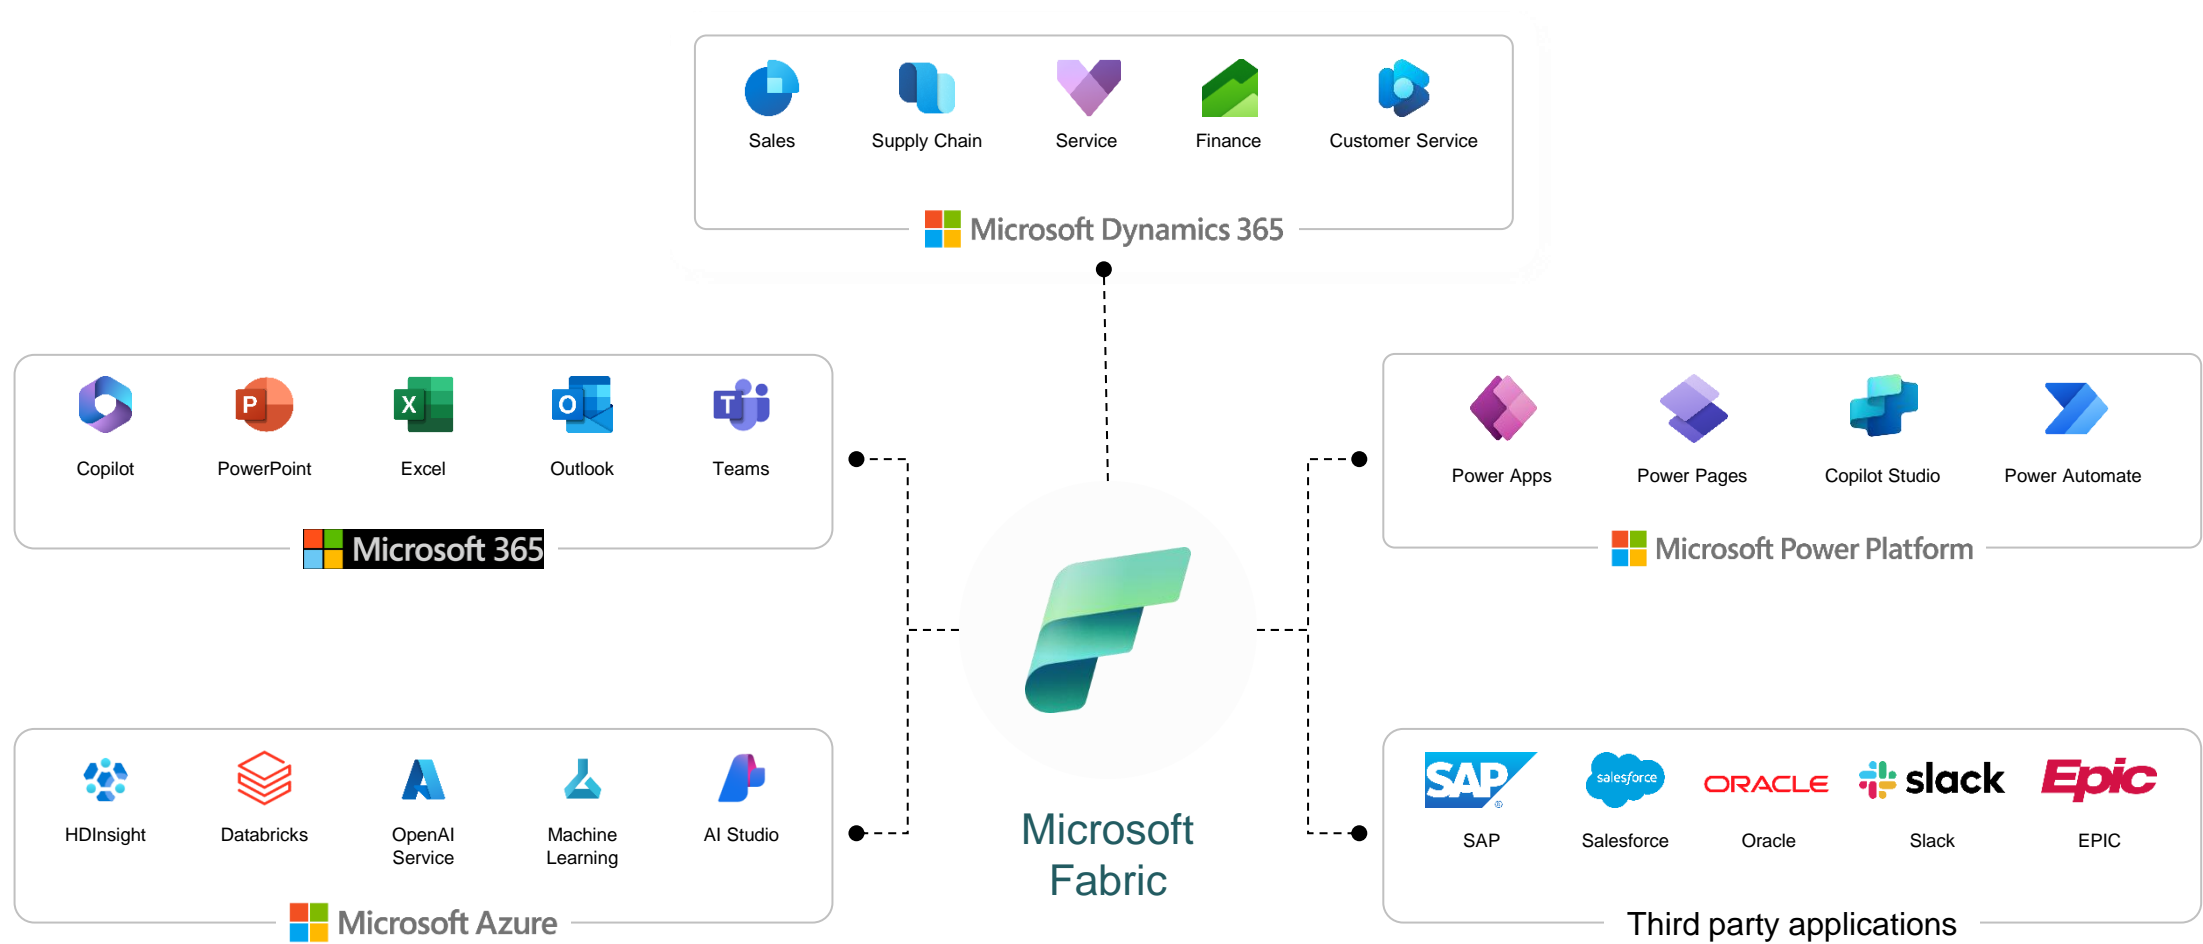 Sales
Supply Chain
Service
Finance
Customer Service
Microsoft Dynamics 365
P
X
O
T
Copilot
PowerPoint
Excel
Outlook
Teams
Microsoft 365
Power Apps
Power Pages
Copilot Studio
Power Automate
Microsoft Power Platform
HDInsight
Databricks
OpenAI
Service
Machine
Learning
AI Studio
Microsoft Azure
Microsoft
Fabric
SAP
®
salesforce
ORACLE
slack
Epic
SAP
Salesforce
Oracle
Slack
EPIC
Third party applications